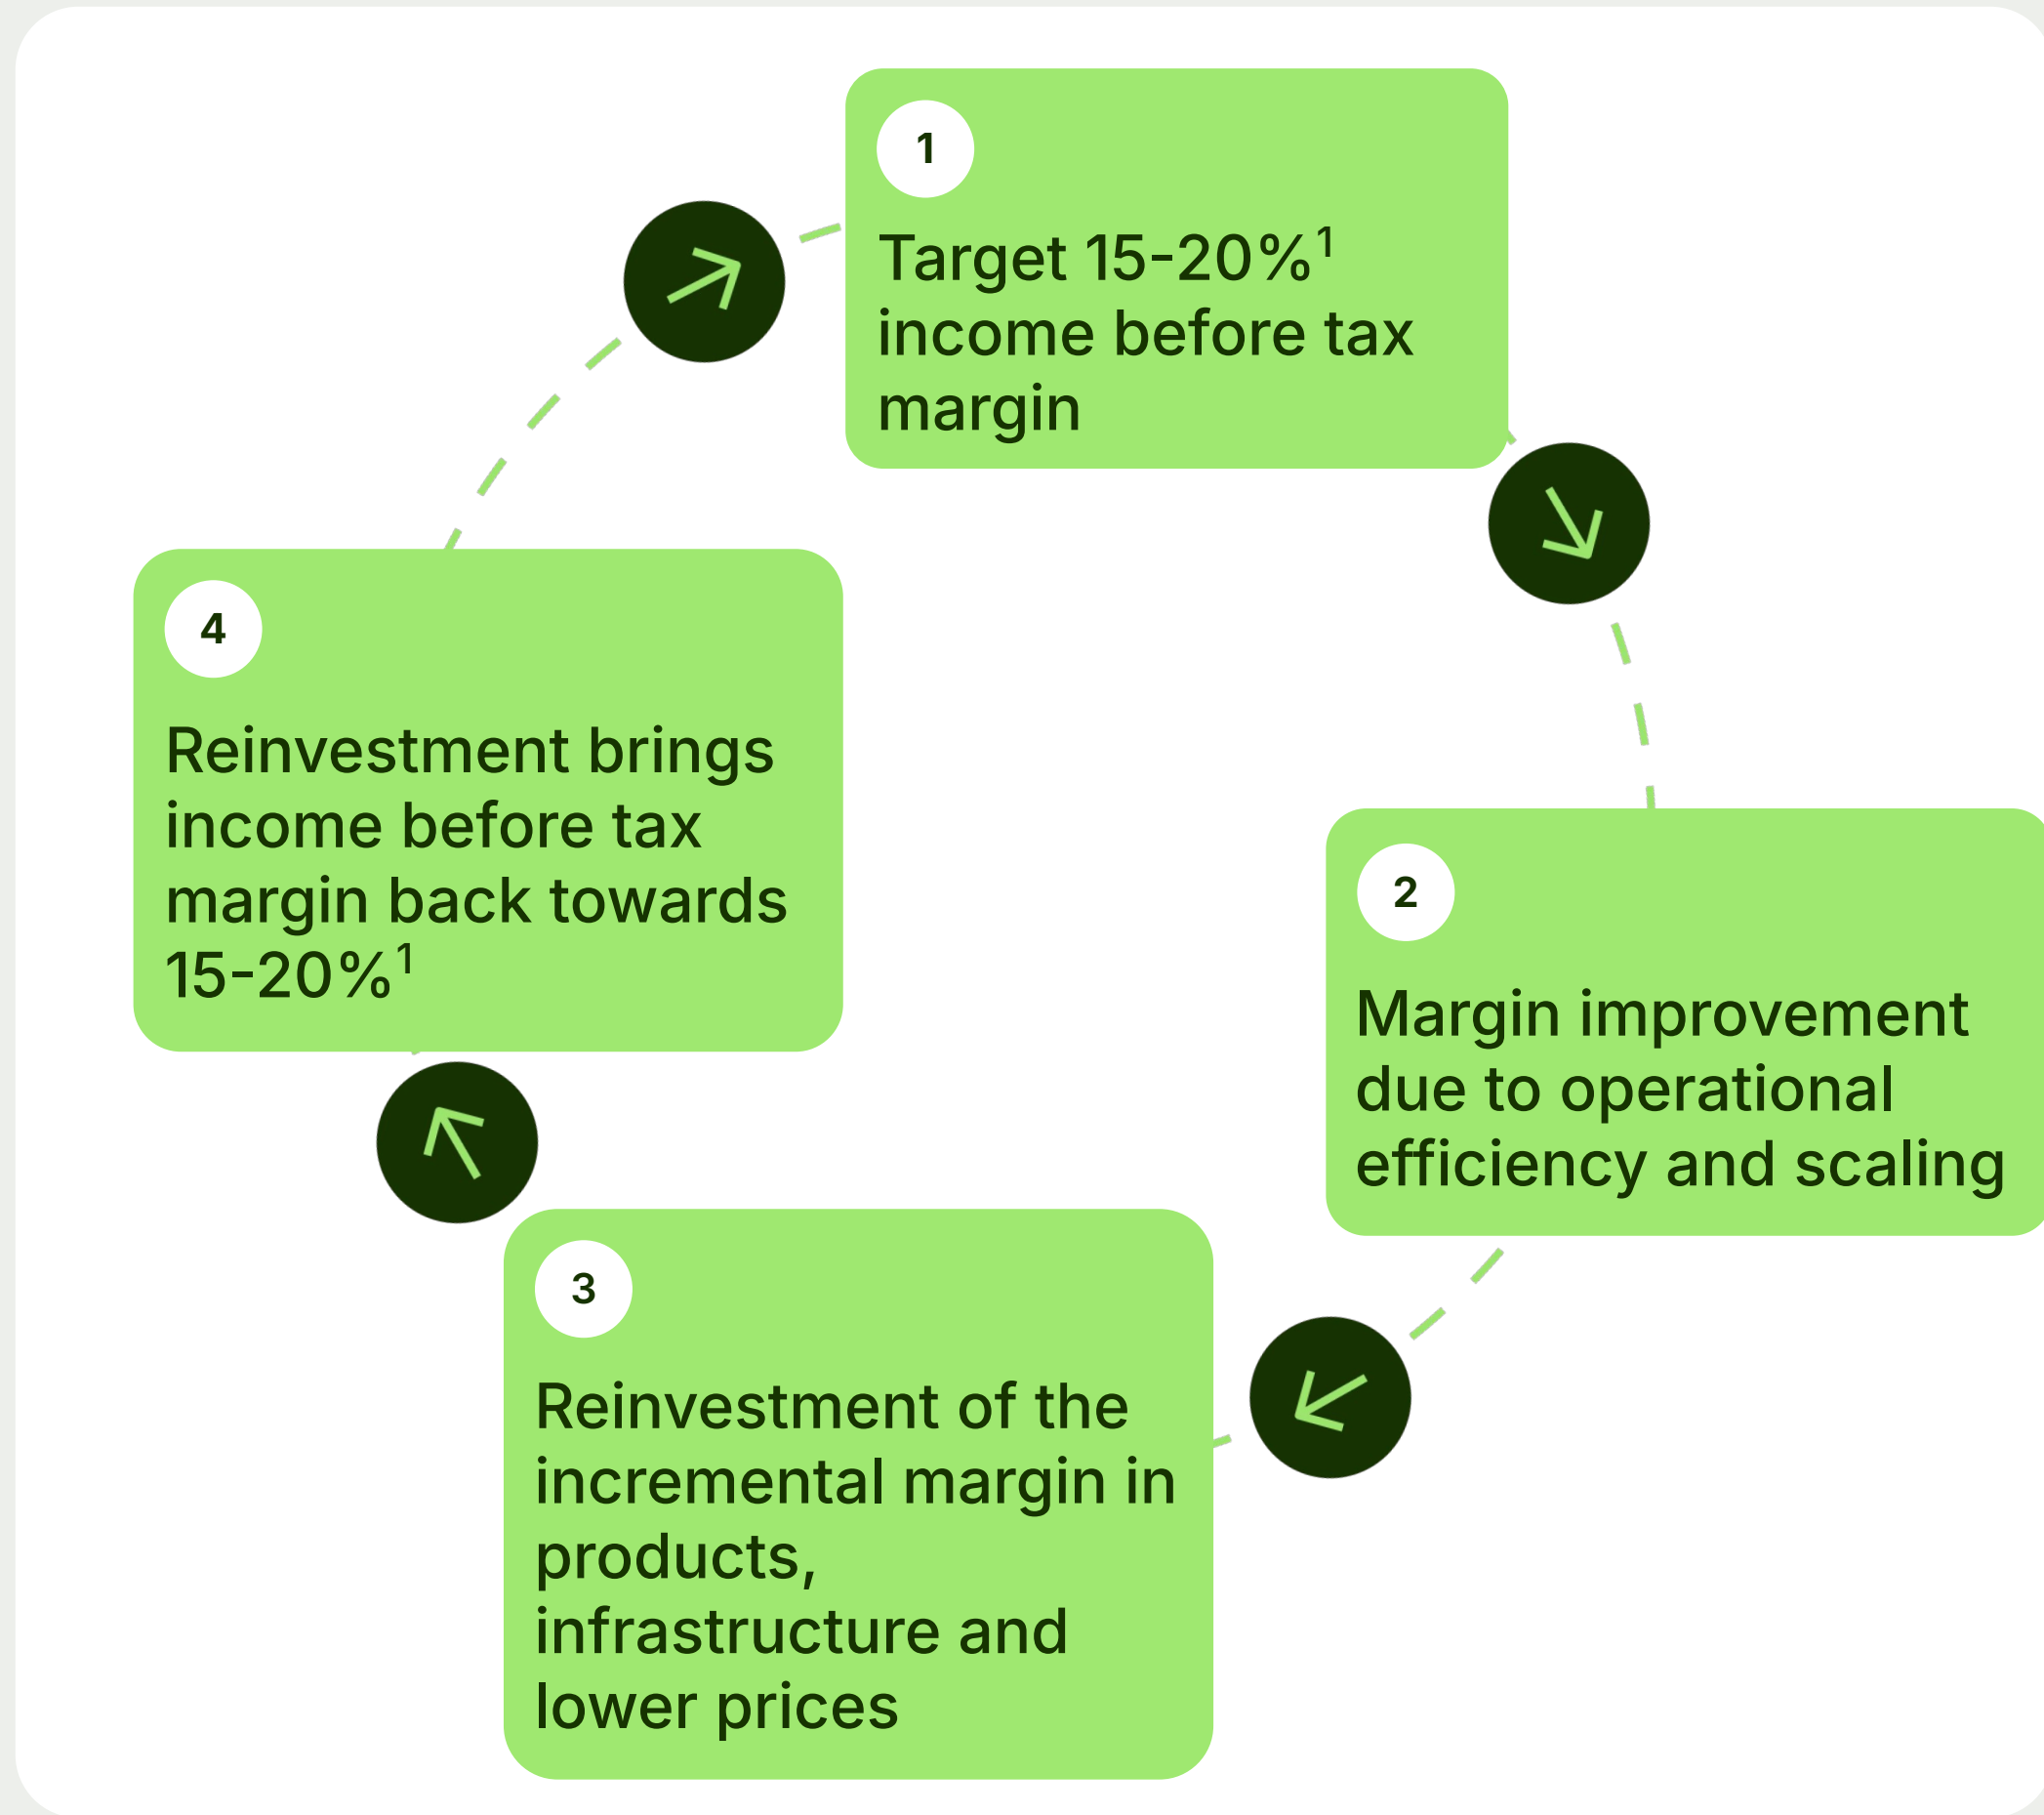 1
Target 15-20%¹
income before tax
margin
2
Margin improvement
due to operational
efficiency and scaling
3
Reinvestment of the
incremental margin in
products,
infrastructure and
lower prices
4
Reinvestment brings
income before tax
margin back towards
15-20%¹